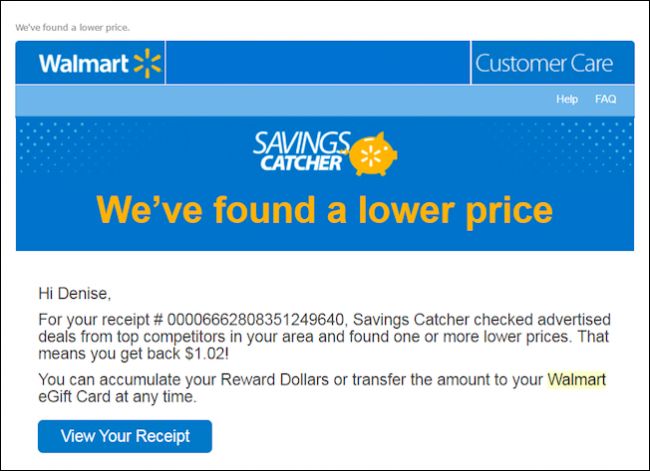 We've found a lower price.
Walmart
Customer Care
Help FAQ
SAVINGS
CATCHER
We've found a lower price
Hi Denise,
For your receipt # 00006662808351249640, Savings Catcher checked advertised
deals from top competitors in your area and found one or more lower prices. That
means you get back $1.02!
You can accumulate your Reward Dollars or transfer the amount to your Walmart
eGift Card at any time.
View Your Receipt